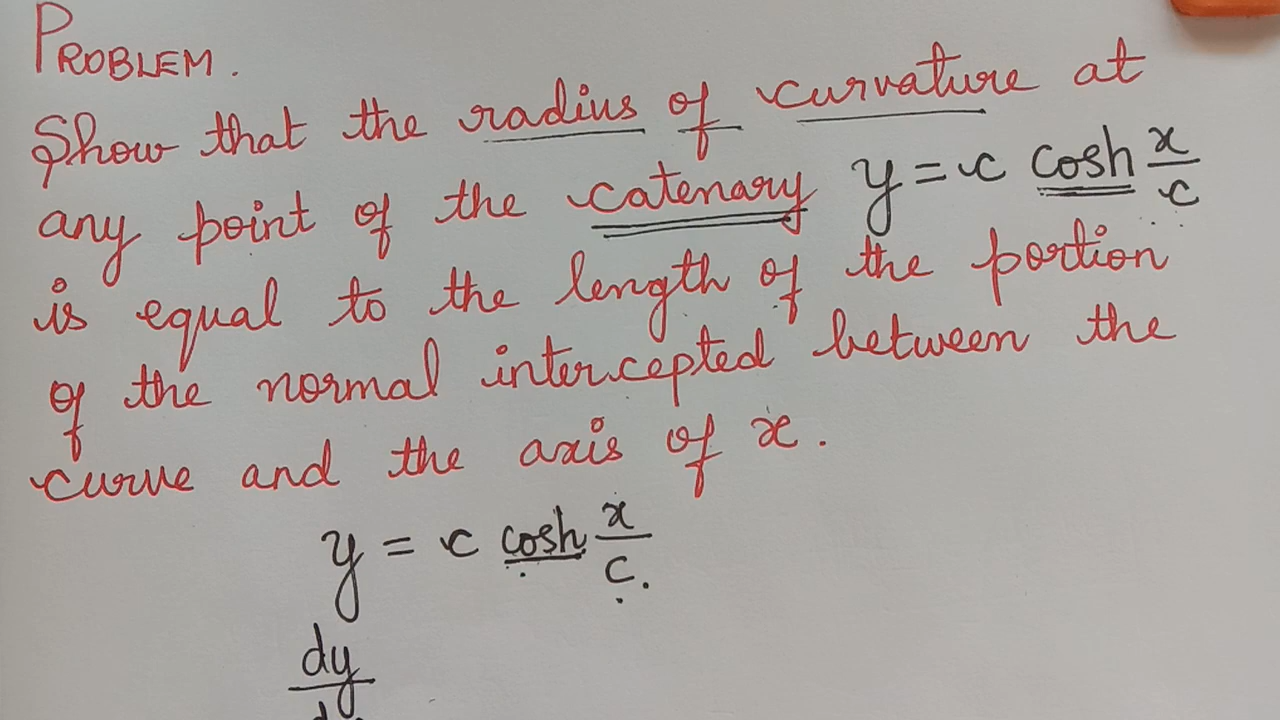 PROBLEM.
Show that the radius of curvature at
any point of the catenary y = c cosh x/c
is equal to the length of the portion
of the normal intercepted between the
curve and the axis of x.
y = c cosh x/c.
dy